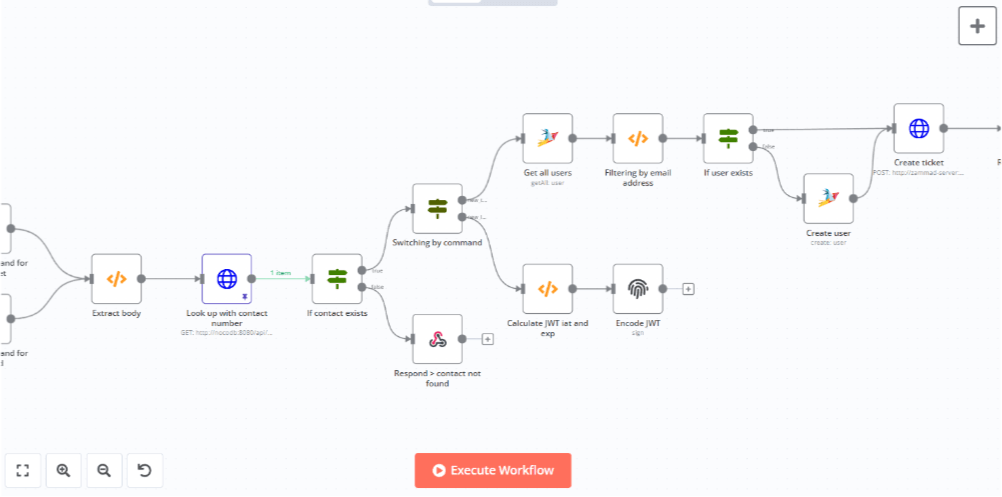 Get all users
getAll: user
Filtering by email
address
If user exists
true
false
Create ticket
POST: http://zammad-server...
Create user
create: user
Switching by command
and for
Extract body
Look up with contact
number
GET: http://nocodb:8080/api/...
1 item
If contact exists
true
false
Calculate JWT iat and
exp
Encode JWT
sign
and for
Respond > contact not
found
Execute Workflow